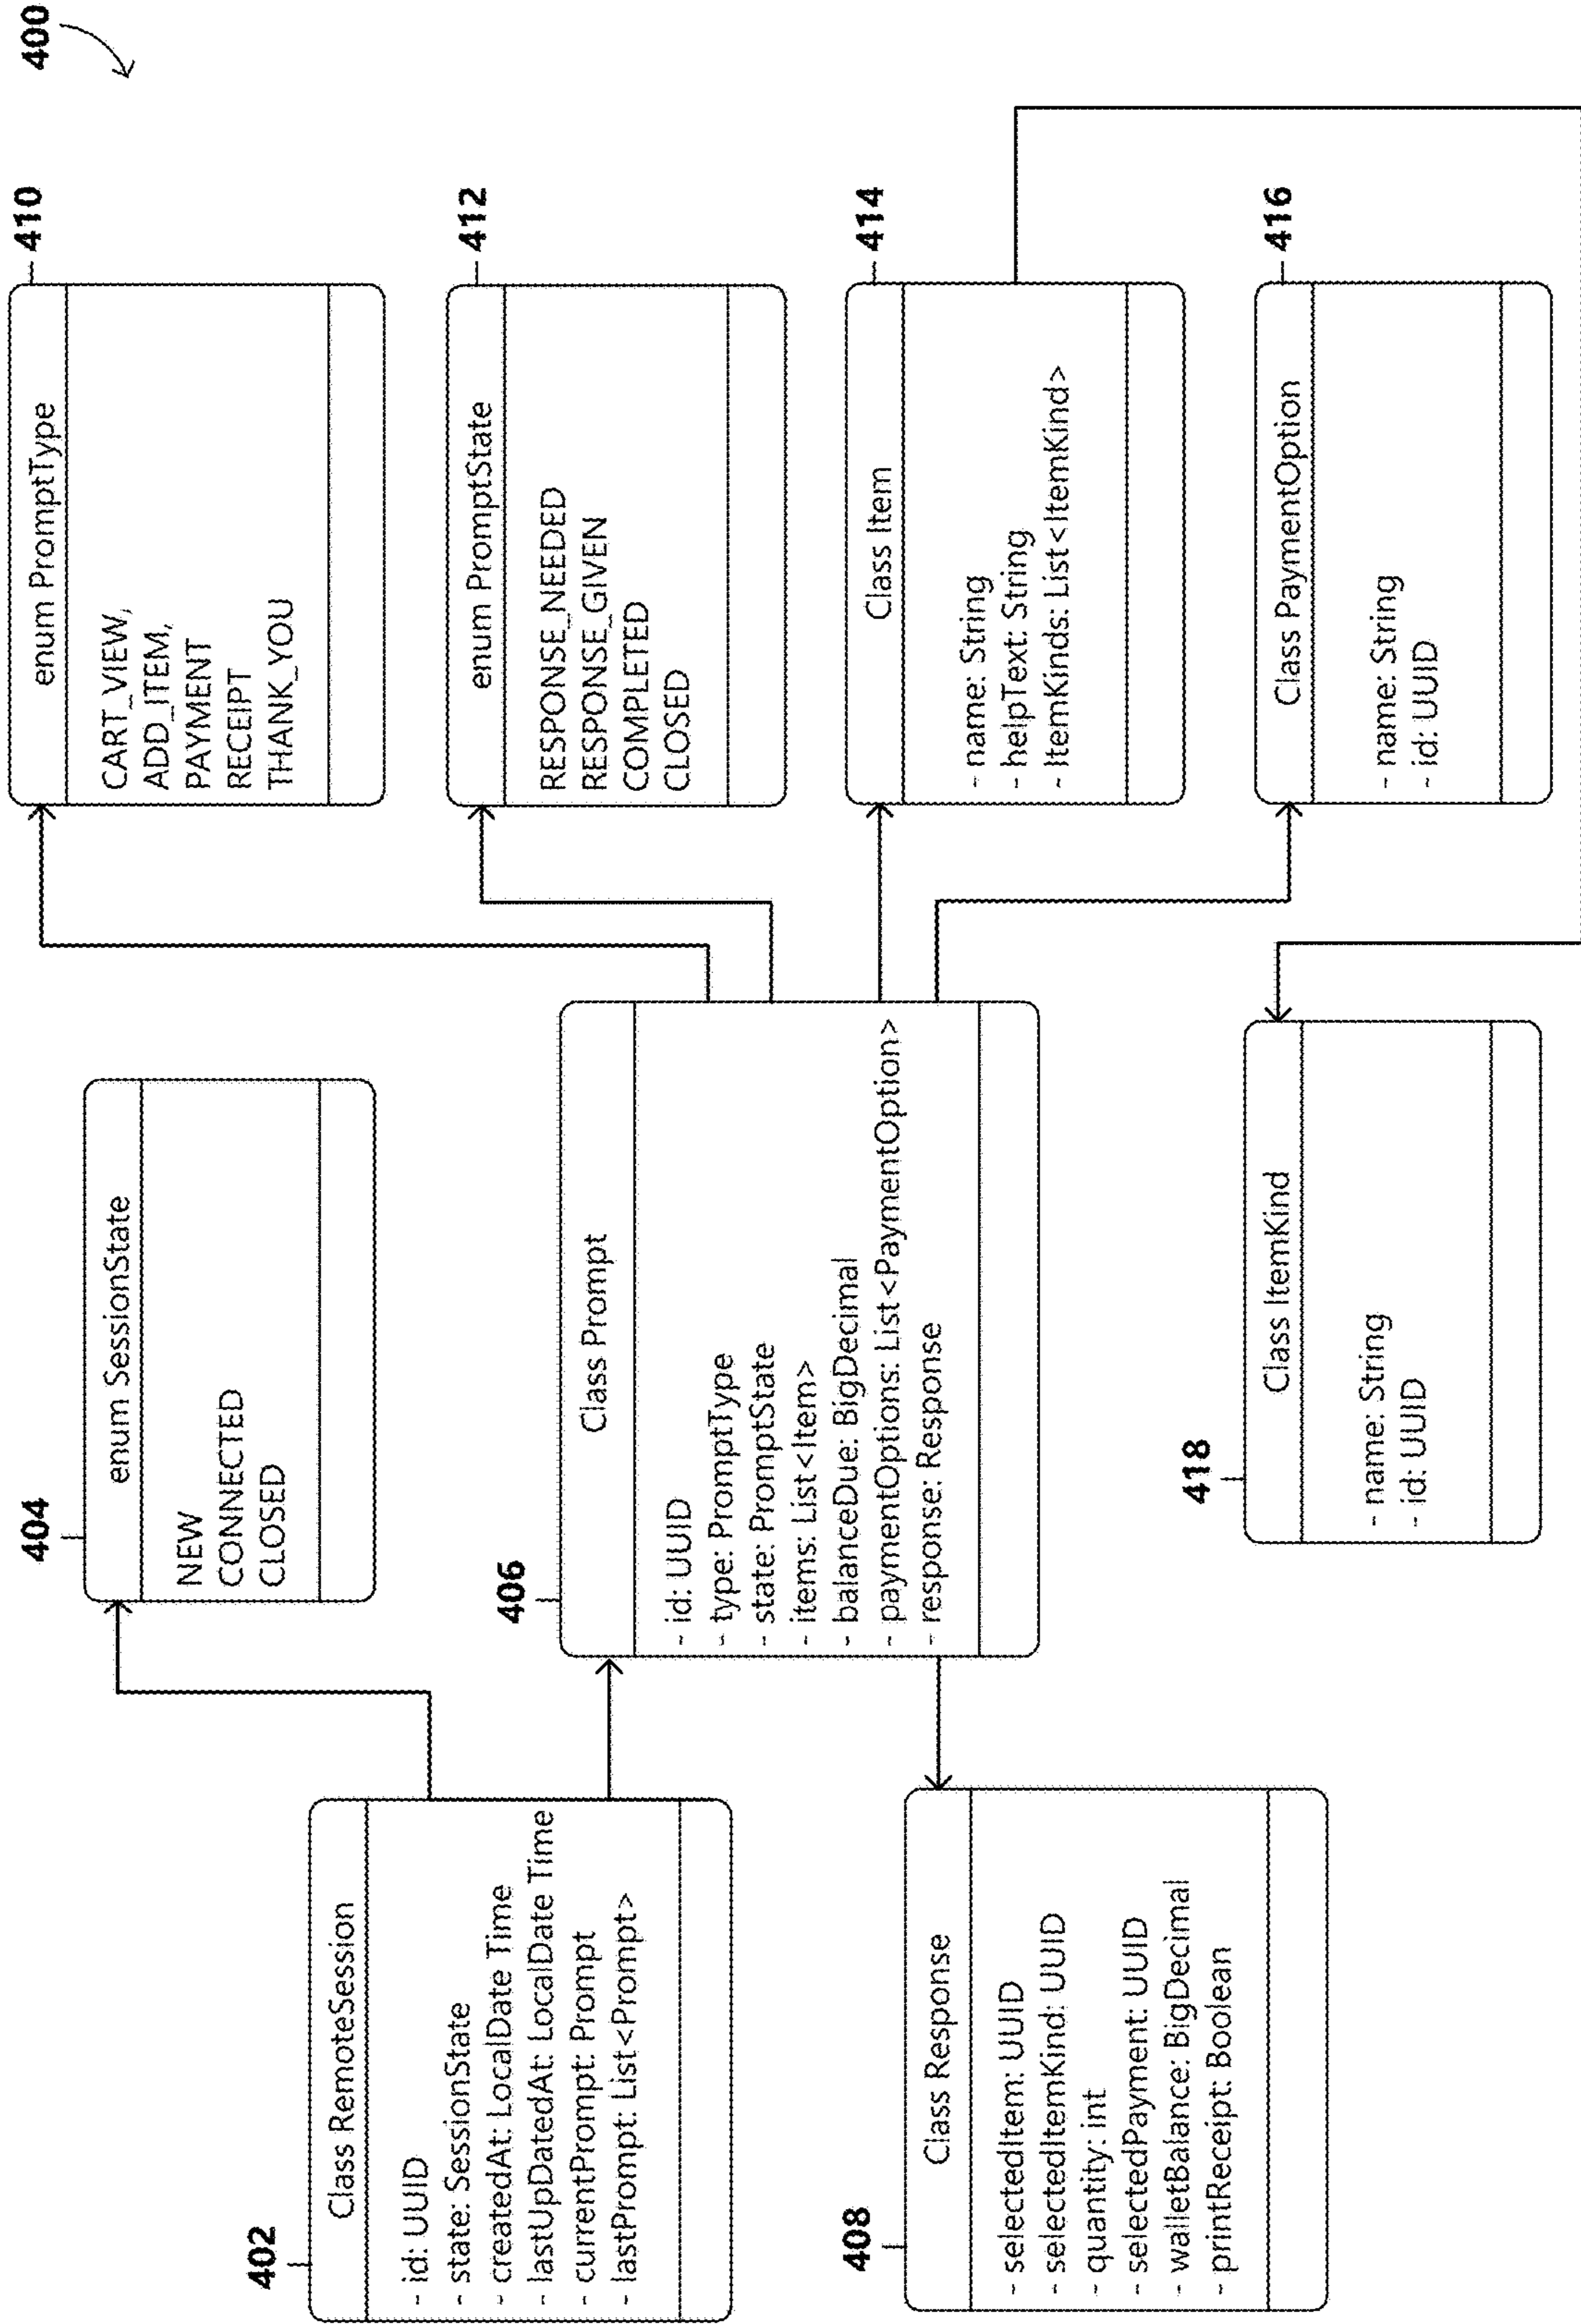 400
402
Class RemoteSession
- id: UUID
- state: SessionState
- createdAt: LocalDate Time
- lastUpDatedAt: LocalDate Time
- currentPrompt: Prompt
- lastPrompt: List<Prompt>
404
enum SessionState
NEW
CONNECTED
CLOSED
406
Class Prompt
- id: UUID
- type: PromptType
- state: PromptState
- items: List<Item>
- balanceDue: BigDecimal
- paymentOptions: List<PaymentOption>
- response: Response
408
Class Response
- selectedItem: UUID
- selectedItemKind: UUID
- quantity: int
- selectedPayment: UUID
- walletBalance: BigDecimal
- printReceipt: Boolean
410
enum PromptType
CART_VIEW,
ADD_ITEM,
PAYMENT
RECEIPT
THANK_YOU
412
enum PromptState
RESPONSE_NEEDED
RESPONSE_GIVEN
COMPLETED
CLOSED
414
Class Item
- name: String
- helpText: String
- ItemKinds: List<ItemKind>
416
Class PaymentOption
- name: String
- id: UUID
418
Class ItemKind
- name: String
- id: UUID